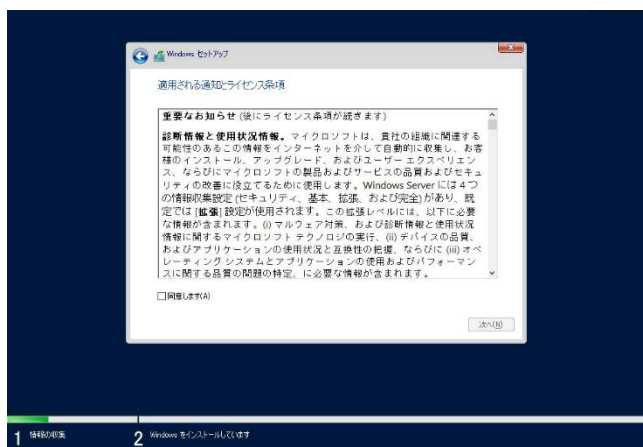 Windows セットアップ
適用される通知とライセンス条項
重要なお知らせ (後にライセンス条項が続きます)
診断情報と使用状況情報。マイクロソフトは、貴社の組織に関連する
可能性のあるこの情報をインターネットを介して自動的に収集し、お客
様のインストール、アップグレード、およびユーザー エクスペリエン
ス、ならびにマイクロソフトの製品およびサービスの品質およびセキュ
リティの改善に役立てるために使用します。Windows Server には 4 つ
の情報収集設定 (セキュリティ、基本、拡張、および完全) があり、既
定では [拡張] 設定が使用されます。この拡張レベルには、以下に必要
な情報が含まれます。(i) マルウェア対策、および診断情報と使用状況
情報に関するマイクロソフト テクノロジの実行、(ii) デバイスの品質、
およびアプリケーションの使用状況と互換性の把握、ならびに (iii) オペ
レーティング システムとアプリケーションの使用およびパフォーマン
スに関する品質の問題の特定、に必要な情報が含まれます。
同意します(A)
次へ(N)
1 情報の収集
2 Windows をインストールしています